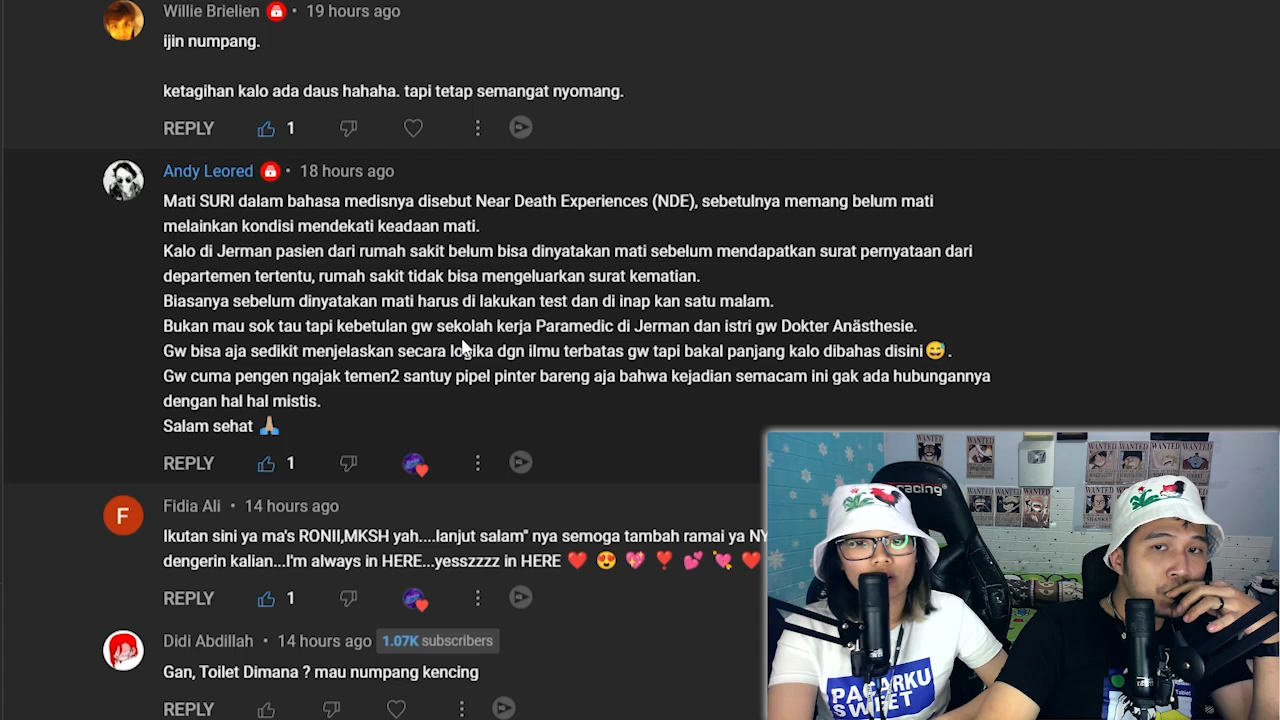 Willie Brielien • 19 hours ago
ijin numpang.
ketagihan kalo ada daus hahaha. tapi tetap semangat nyomang.
REPLY 1
Andy Leored • 18 hours ago
Mati SURI dalam bahasa medisnya disebut Near Death Experiences (NDE), sebetulnya memang belum mati
melainkan kondisi mendekati keadaan mati.
Kalo di Jerman pasien dari rumah sakit belum bisa dinyatakan mati sebelum mendapatkan surat pernyataan dari
departemen tertentu, rumah sakit tidak bisa mengeluarkan surat kematian.
Biasanya sebelum dinyatakan mati harus di lakukan test dan di inap kan satu malam.
Bukan mau sok tau tapi kebetulan gw sekolah kerja Paramedic di Jerman dan istri gw Dokter Anästhesie.
Gw bisa aja sedikit menjelaskan secara logika dgn ilmu terbatas gw tapi bakal panjang kalo dibahas disini😅.
Gw cuma pengen ngajak temen2 santuy pipel pinter bareng aja bahwa kejadian semacam ini gak ada hubungannya
dengan hal hal mistis.
Salam sehat 🙏🏼
REPLY 1
F
Fidia Ali • 14 hours ago
Ikutan sini ya ma's RONII,MKSH yah....lanjut salam" nya semoga tambah ramai ya NY
dengerin kalian...I'm always in HERE...yesszzzz in HERE ❤️ 😍 💖 ❣️ 💕 💘 ❤️
REPLY 1
Didi Abdillah • 14 hours ago 1.07K subscribers
Gan, Toilet Dimana ? mau numpang kencing
REPLY
racing
WANTED
WANTED
WANTED
WANTED
WANTED
PACARKU
SWEET